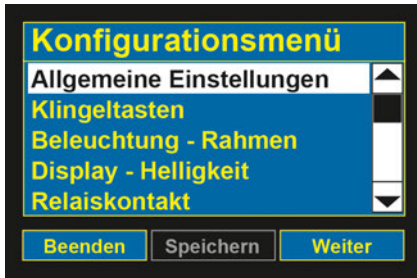 Konfigurationsmenü
Allgemeine Einstellungen
Klingeltasten
Beleuchtung - Rahmen
Display - Helligkeit
Relaiskontakt
Beenden Speichern Weiter